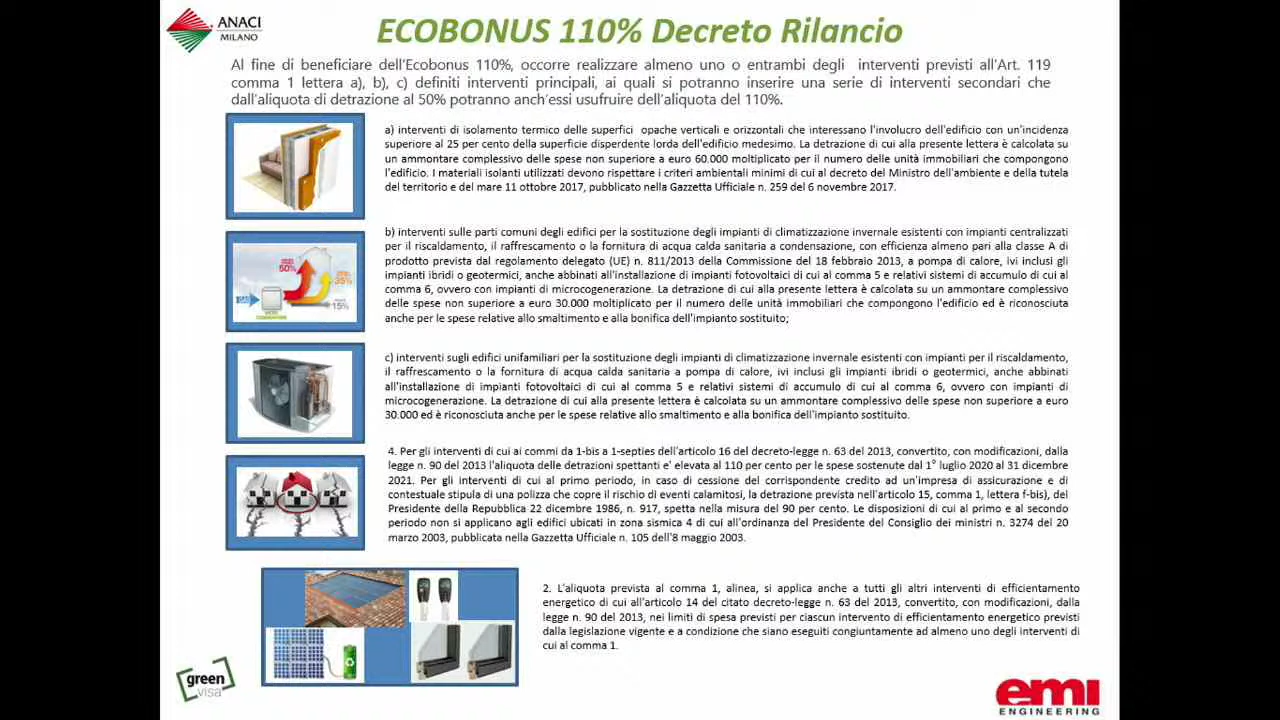 ANACI
MILANO
ECOBONUS 110% Decreto Rilancio
Al fine di beneficiare dell'Ecobonus 110%, occorre realizzare almeno uno o entrambi degli interventi previsti all'Art. 119
comma 1 lettera a), b), c) definiti interventi principali, ai quali si potranno inserire una serie di interventi secondari che
dall'aliquota di detrazione al 50% potranno anch'essi usufruire dell'aliquota del 110%.
a) interventi di isolamento termico delle superfici opache verticali e orizzontali che interessano l'involucro dell'edificio con un'incidenza
superiore al 25 per cento della superficie disperdente lorda dell'edificio medesimo. La detrazione di cui alla presente lettera è calcolata su
un ammontare complessivo delle spese non superiore a euro 60.000 moltiplicato per il numero delle unità immobiliari che compongono
l'edificio. I materiali isolanti utilizzati devono rispettare i criteri ambientali minimi di cui al decreto del Ministro dell'ambiente e della tutela
del territorio e del mare 11 ottobre 2017, pubblicato nella Gazzetta Ufficiale n. 259 del 6 novembre 2017.
b) interventi sulle parti comuni degli edifici per la sostituzione degli impianti di climatizzazione invernale esistenti con impianti centralizzati
per il riscaldamento, il raffrescamento o la fornitura di acqua calda sanitaria a condensazione, con efficienza almeno pari alla classe A di
prodotto prevista dal regolamento delegato (UE) n. 811/2013 della Commissione del 18 febbraio 2013, a pompa di calore, ivi inclusi gli
impianti ibridi o geotermici, anche abbinati all'installazione di impianti fotovoltaici di cui al comma 5 e relativi sistemi di accumulo di cui al
comma 6, ovvero con impianti di microcogenerazione. La detrazione di cui alla presente lettera è calcolata su un ammontare complessivo
delle spese non superiore a euro 30.000 moltiplicato per il numero delle unità immobiliari che compongono l'edificio ed è riconosciuta
anche per le spese relative allo smaltimento e alla bonifica dell'impianto sostituito;
50%
35%
15%
c) interventi sugli edifici unifamiliari per la sostituzione degli impianti di climatizzazione invernale esistenti con impianti per il riscaldamento,
il raffrescamento o la fornitura di acqua calda sanitaria a pompa di calore, ivi inclusi gli impianti ibridi o geotermici, anche abbinati
all'installazione di impianti fotovoltaici di cui al comma 5 e relativi sistemi di accumulo di cui al comma 6, ovvero con impianti di
microcogenerazione. La detrazione di cui alla presente lettera è calcolata su un ammontare complessivo delle spese non superiore a euro
30.000 ed è riconosciuta anche per le spese relative allo smaltimento e alla bonifica dell'impianto sostituito.
4. Per gli interventi di cui ai commi da 1-bis a 1-septies dell'articolo 16 del decreto-legge n. 63 del 2013, convertito, con modificazioni, dalla
legge n. 90 del 2013 l'aliquota delle detrazioni spettanti e' elevata al 110 per cento per le spese sostenute dal 1° luglio 2020 al 31 dicembre
2021. Per gli interventi di cui al primo periodo, in caso di cessione del corrispondente credito ad un'impresa di assicurazione e di
contestuale stipula di una polizza che copre il rischio di eventi calamitosi, la detrazione prevista nell'articolo 15, comma 1, lettera f-bis), del
Presidente della Repubblica 22 dicembre 1986, n. 917, spetta nella misura del 90 per cento. Le disposizioni di cui al primo e al secondo
periodo non si applicano agli edifici ubicati in zona sismica 4 di cui all'ordinanza del Presidente del Consiglio dei ministri n. 3274 del 20
marzo 2003, pubblicata nella Gazzetta Ufficiale n. 105 dell'8 maggio 2003.
2. L'aliquota prevista al comma 1, alinea, si applica anche a tutti gli altri interventi di efficientamento
energetico di cui all'articolo 14 del citato decreto-legge n. 63 del 2013, convertito, con modificazioni, dalla
legge n. 90 del 2013, nei limiti di spesa previsti per ciascun intervento di efficientamento energetico previsti
dalla legislazione vigente e a condizione che siano eseguiti congiuntamente ad almeno uno degli interventi di
cui al comma 1.
green
visa
emi
ENGINEERING